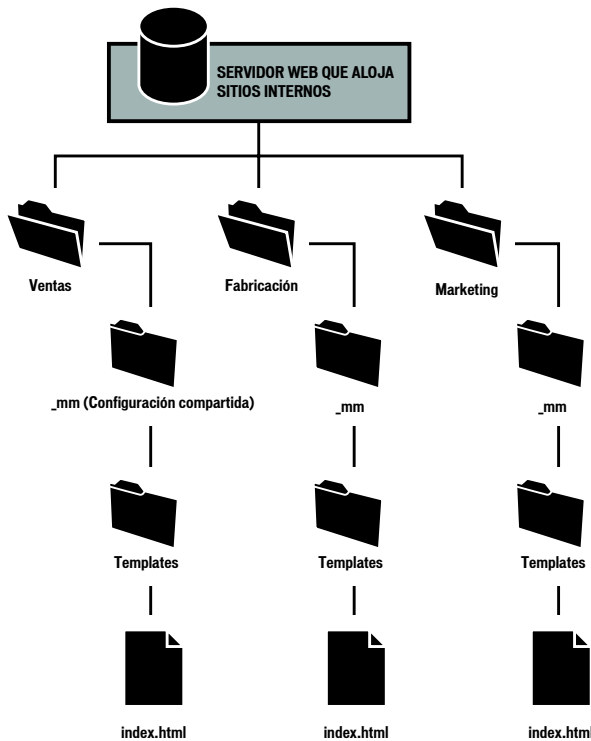 SERVIDOR WEB QUE ALOJA
SITIOS INTERNOS
Ventas
Fabricación
Marketing
_mm (Configuración compartida)
_mm
_mm
Templates
Templates
Templates
index.html
index.html
index.html